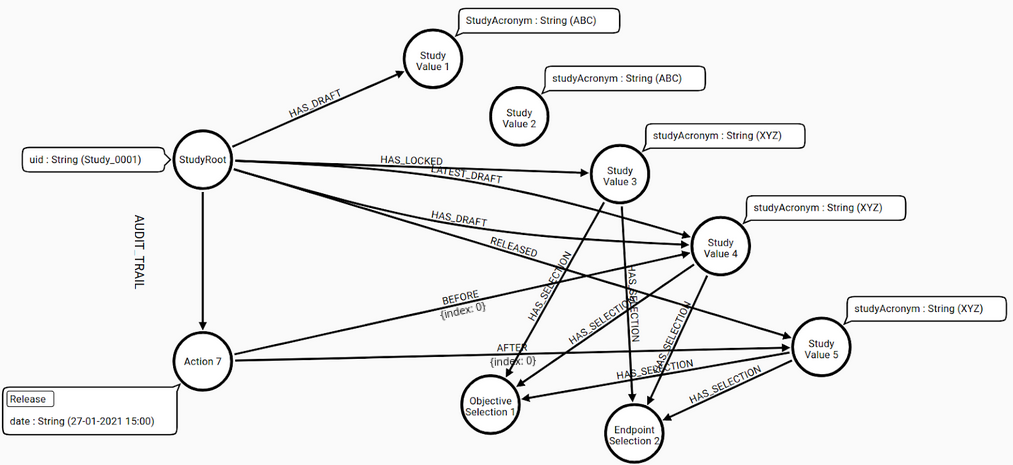 StudyAcronym : String (ABC)
Study
Value 1
studyAcronym : String (ABC)
HAS_DRAFT
Study
Value 2
studyAcronym : String (XYZ)
uid : String (Study_0001)
StudyRoot
HAS_LOCKED
LATEST_DRAFT
Study
Value 3
studyAcronym : String (XYZ)
HAS_DRAFT
RELEASED
Study
Value 4
AUDIT_TRAIL
HAS_SELECTION
HAS_SELECTION
HAS_SELECTION
HAS_SELECTION
BEFORE
{index: 0}
studyAcronym : String (XYZ)
Action 7
AFTER
{index: 0}
Study
Value 5
HAS_SELECTION
HAS_SELECTION
Release
date : String (27-01-2021 15:00)
Objective
Selection 1
Endpoint
Selection 2